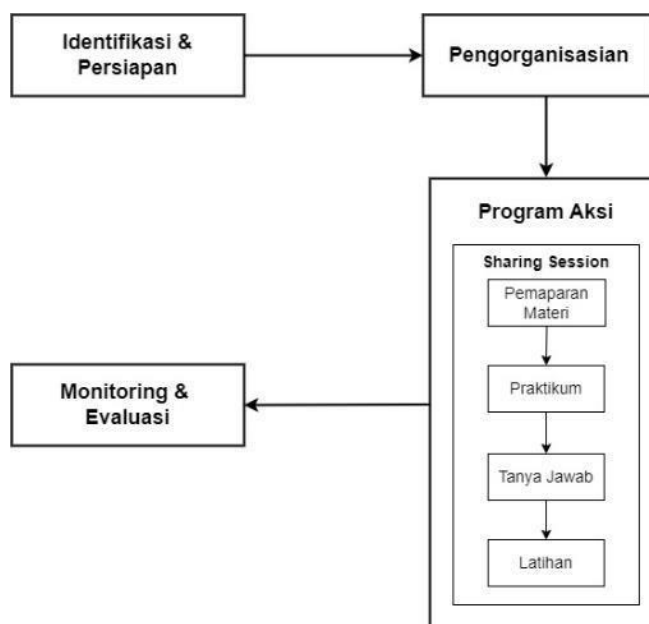 Identifikasi &
Persiapan
Pengorganisasian
Program Aksi
Sharing Session
Pemaparan
Materi
Praktikum
Tanya Jawab
Latihan
Monitoring &
Evaluasi